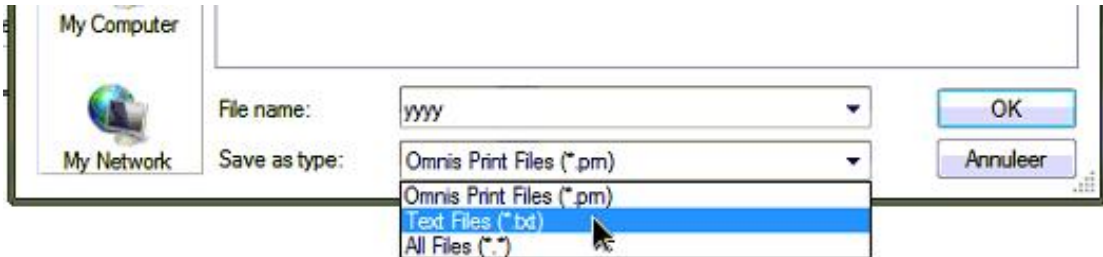 My Computer
File name:
yyyy
OK
My Network
Save as type:
Omnis Print Files (*.prn)
Annuleer
Omnis Print Files (*.prn)
Text Files (*.txt)
All Files (*.*)